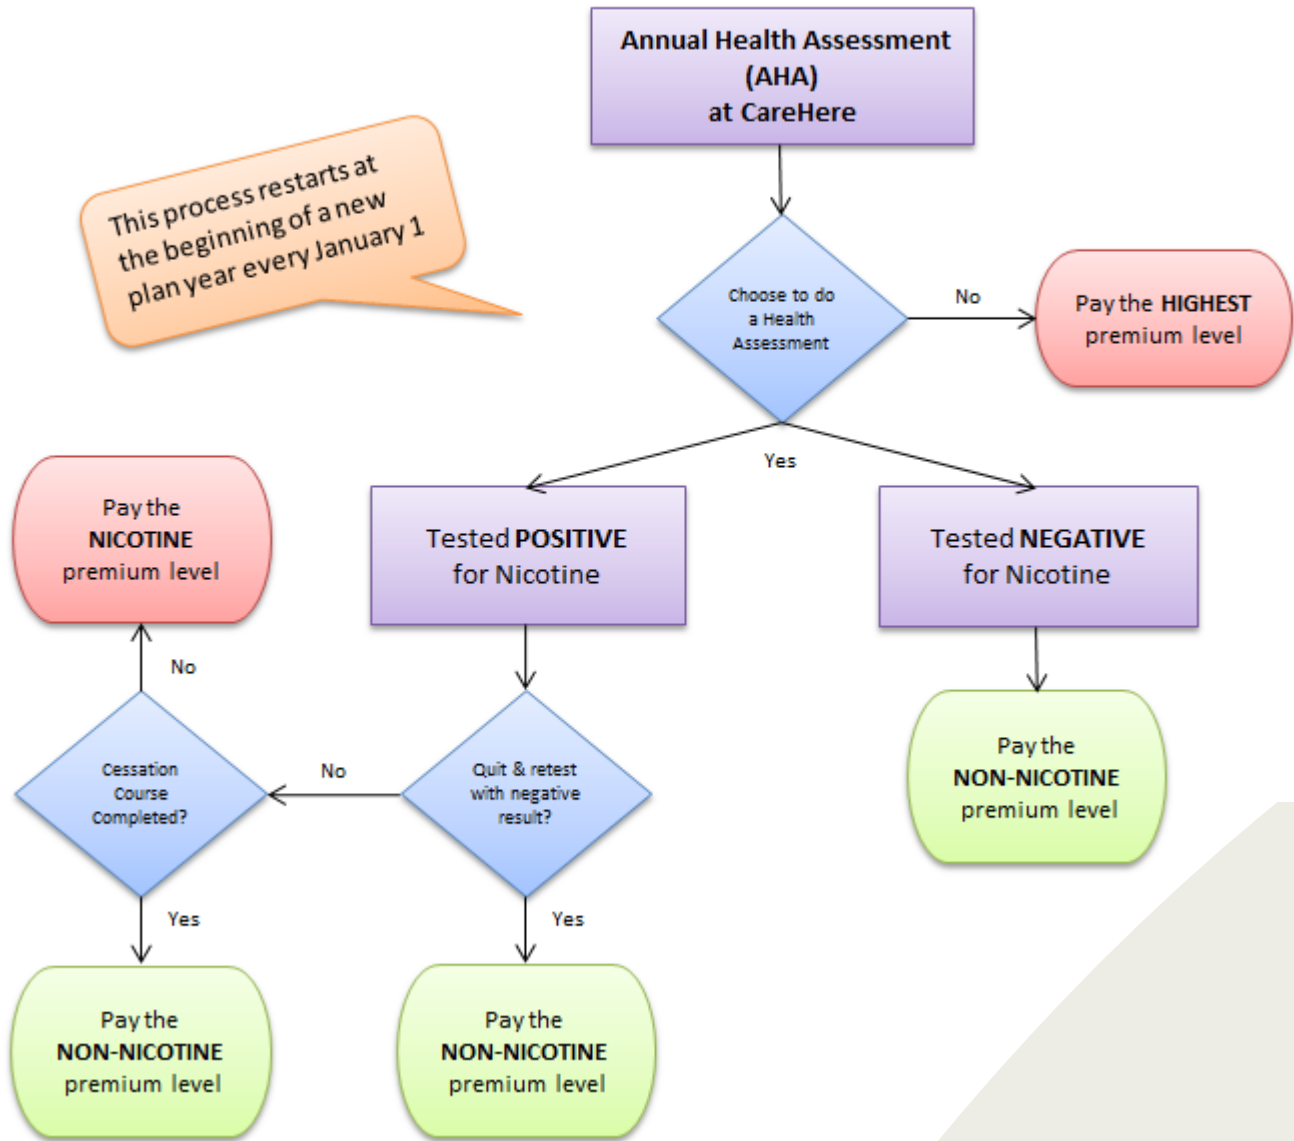 Annual Health Assessment
(AHA)
at CareHere
This process restarts at
the beginning of a new
plan year every January 1
Choose to do
a Health
Assessment
No
Pay the HIGHEST
premium level
Yes
Pay the
NICOTINE
premium level
Tested POSITIVE
for Nicotine
Tested NEGATIVE
for Nicotine
No
Cessation
Course
Completed?
No
Quit & retest
with negative
result?
Pay the
NON-NICOTINE
premium level
Yes
Yes
Pay the
NON-NICOTINE
premium level
Pay the
NON-NICOTINE
premium level